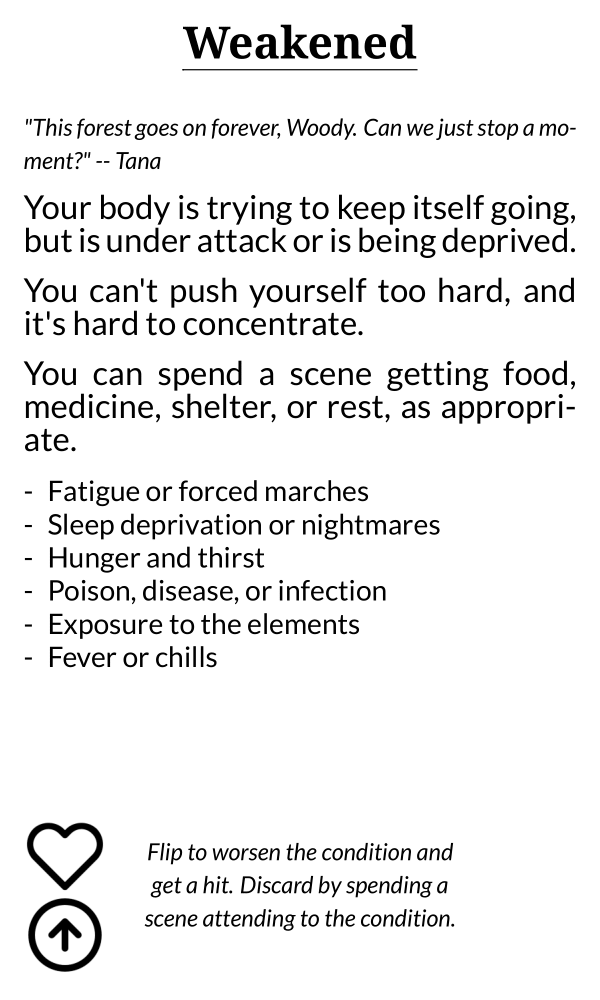 Weakened
"This forest goes on forever, Woody. Can we just stop a mo-
ment?" -- Tana
Your body is trying to keep itself going,
but is under attack or is being deprived.
You can't push yourself too hard, and
it's hard to concentrate.
You can spend a scene getting food,
medicine, shelter, or rest, as appropri-
ate.
- Fatigue or forced marches
- Sleep deprivation or nightmares
- Hunger and thirst
- Poison, disease, or infection
- Exposure to the elements
- Fever or chills
Flip to worsen the condition and
get a hit. Discard by spending a
scene attending to the condition.